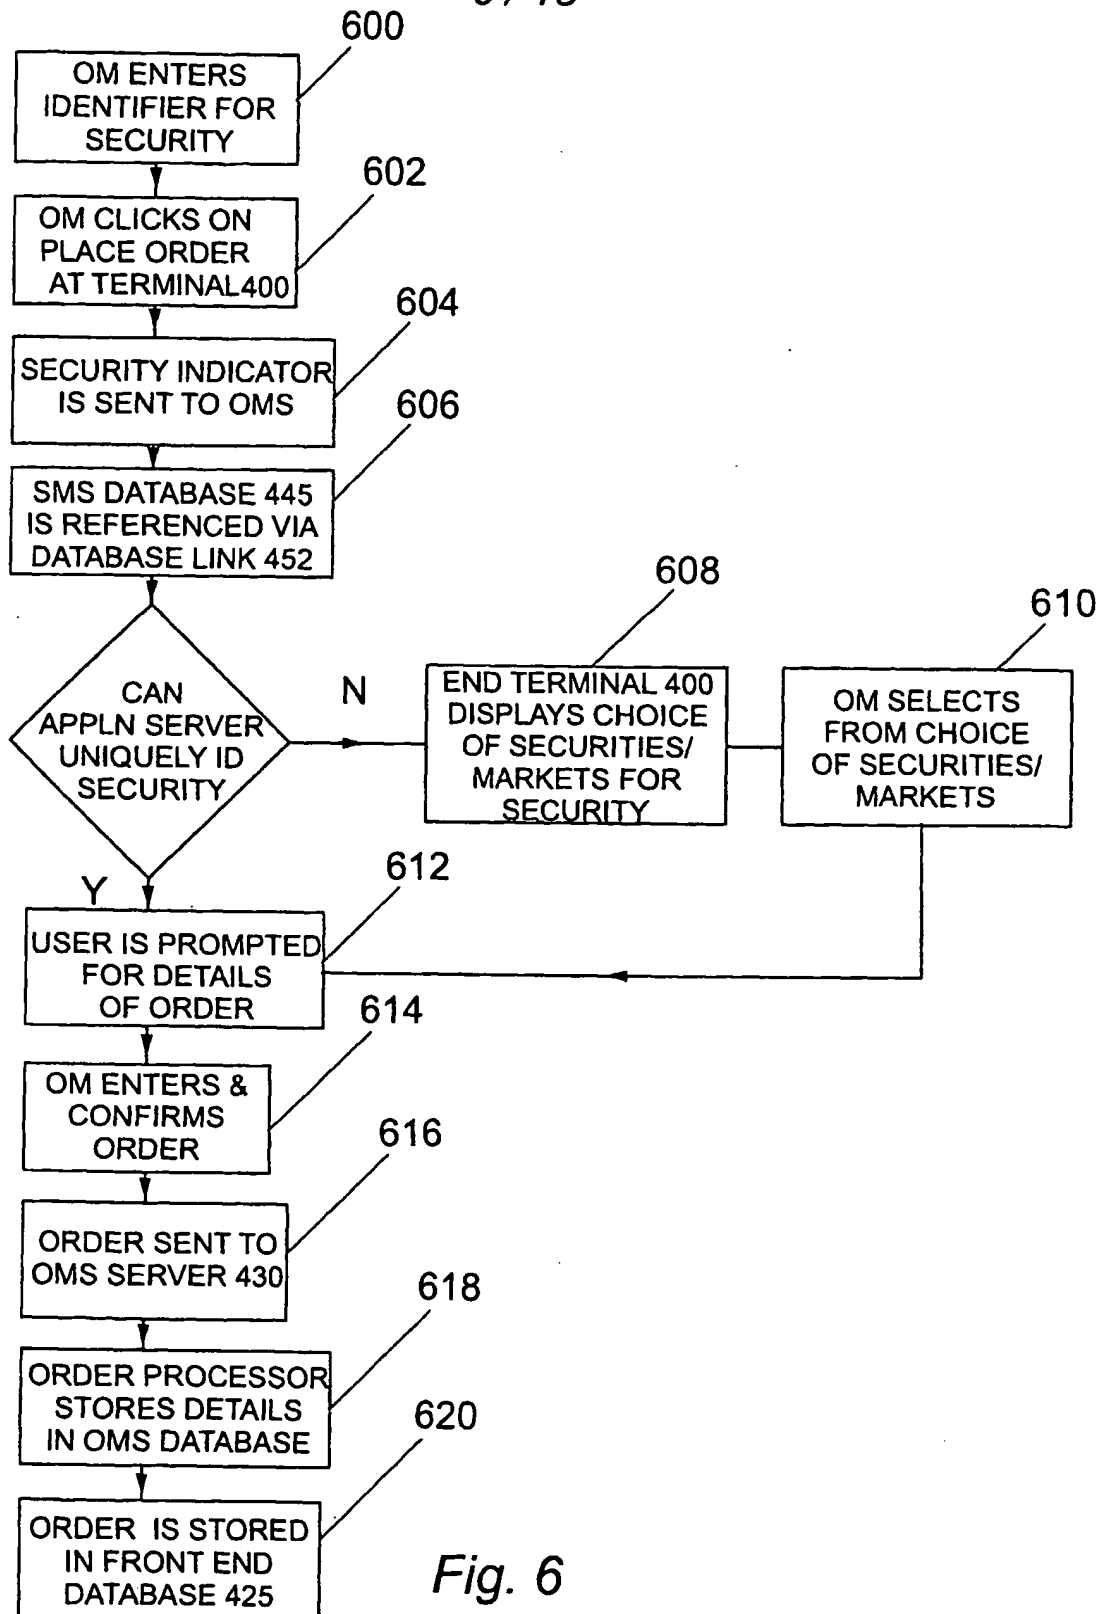 600
OM ENTERS
IDENTIFIER FOR
SECURITY
602
OM CLICKS ON
PLACE ORDER
AT TERMINAL400
604
SECURITY INDICATOR
IS SENT TO OMS
606
SMS DATABASE 445
IS REFERENCED VIA
DATABASE LINK 452
CAN
APPLN SERVER
UNIQUELY ID
SECURITY
N
608
END TERMINAL 400
DISPLAYS CHOICE
OF SECURITIES/
MARKETS FOR
SECURITY
610
OM SELECTS
FROM CHOICE
OF SECURITIES/
MARKETS
Y
612
USER IS PROMPTED
FOR DETAILS
OF ORDER
614
OM ENTERS &
CONFIRMS
ORDER
616
ORDER SENT TO
OMS SERVER 430
618
ORDER PROCESSOR
STORES DETAILS
IN OMS DATABASE
620
ORDER IS STORED
IN FRONT END
DATABASE 425
Fig. 6